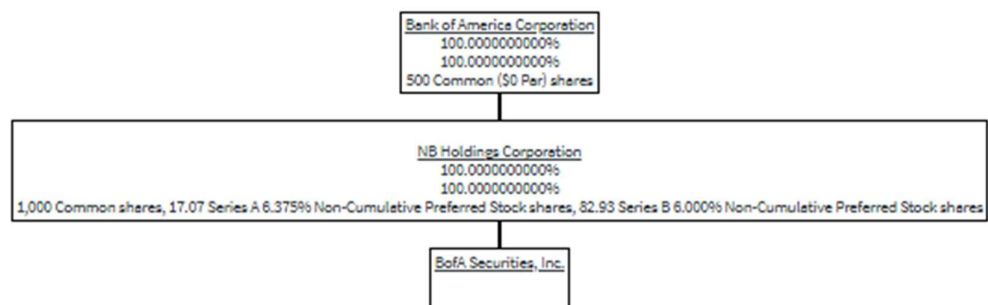 Bank of America Corporation
100.0000000000%
100.0000000000%
500 Common ($0 Par) shares
NB Holdings Corporation
100.0000000000%
100.0000000000%
1,000 Common shares, 17.07 Series A 6.375% Non-Cumulative Preferred Stock shares, 82.93 Series B 6.000% Non-Cumulative Preferred Stock shares
BofA Securities, Inc.